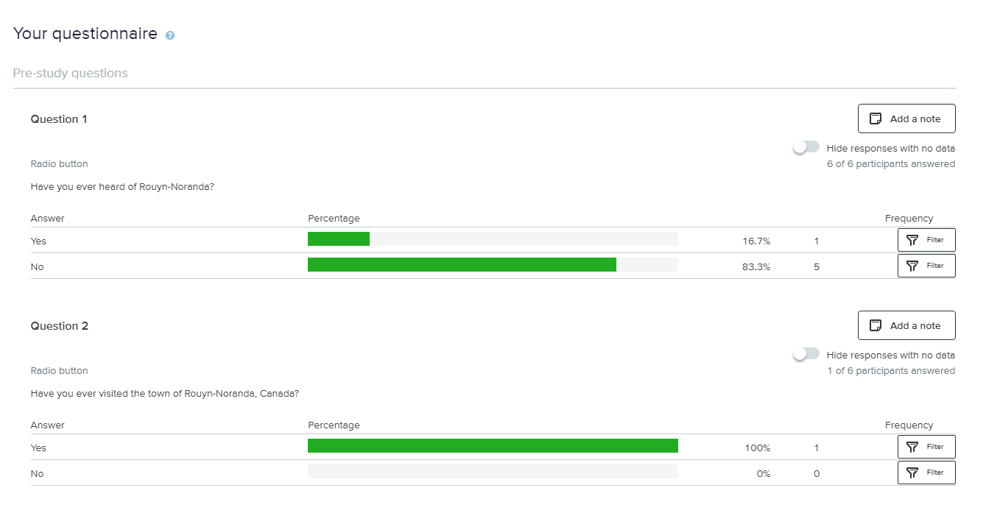 Your questionnaire ?
Pre-study questions
Question 1
Add a note
Hide responses with no data
Radio button
6 of 6 participants answered
Have you ever heard of Rouyn-Noranda?
Answer Percentage Frequency
Yes 16.7% 1 Filter
No 83.3% 5 Filter
Question 2
Add a note
Hide responses with no data
Radio button
1 of 6 participants answered
Have you ever visited the town of Rouyn-Noranda, Canada?
Answer Percentage Frequency
Yes 100% 1 Filter
No 0% 0 Filter